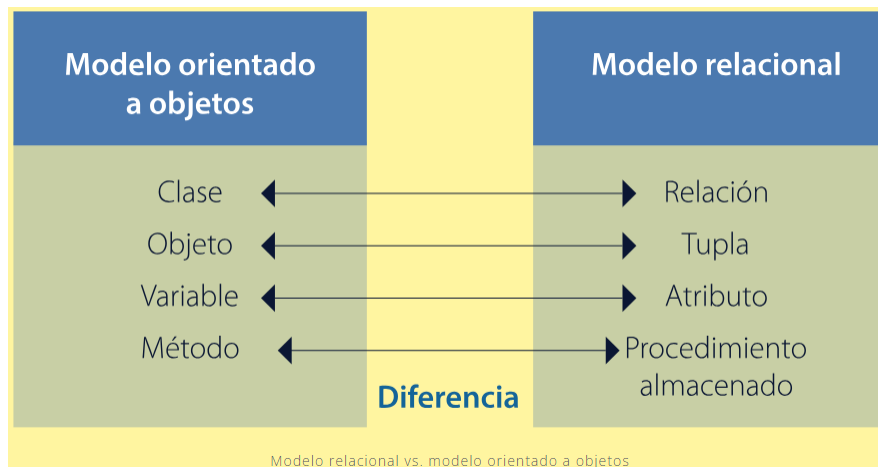 Modelo orientado
a objetos
Modelo relacional
Clase
Relación
Objeto
Tupla
Variable
Atributo
Método
Procedimiento
almacenado
Diferencia
Modelo relacional vs. modelo orientado a objetos